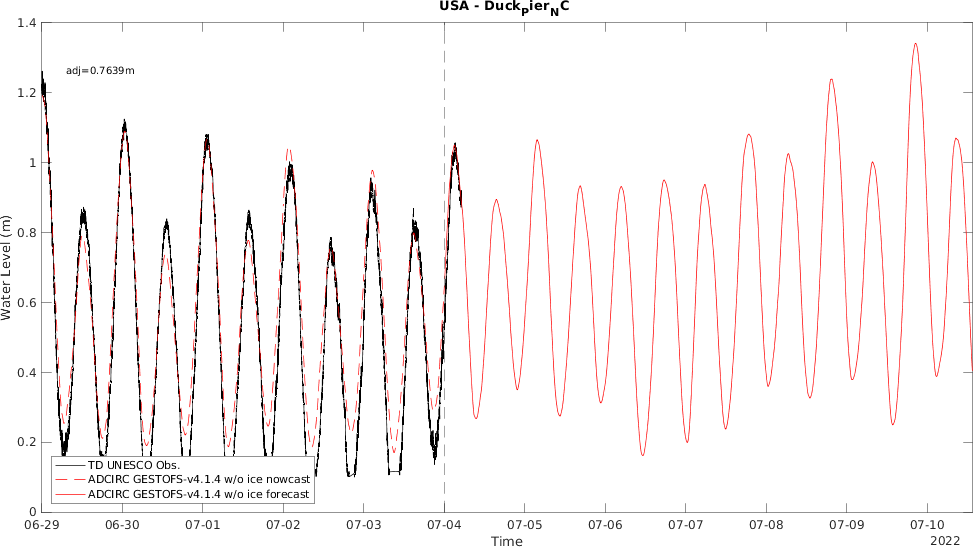 USA - Duck_Pier_NC
adj=0.7639m
Water Level (m)
1.4
1.2
1
0.8
0.6
0.4
0.2
0
TD UNESCO Obs.
ADCIRC GESTOFS-v4.1.4 w/o ice nowcast
ADCIRC GESTOFS-v4.1.4 w/o ice forecast
06-29 06-30 07-01 07-02 07-03 07-04 07-05 07-06 07-07 07-08 07-09 07-10
Time
2022